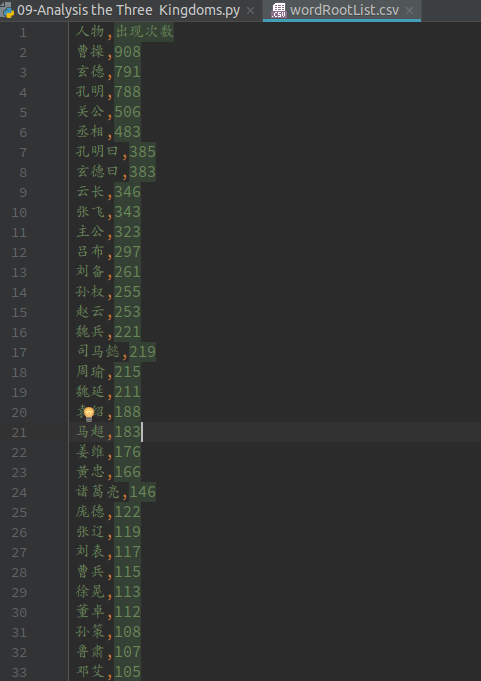 09-Analysis the Three Kingdoms.py × wordRootList.csv ×
1 人物,出现次数
2 曹操,908
3 玄德,791
4 孔明,788
5 关公,506
6 丞相,483
7 孔明曰,385
8 玄德曰,383
9 云长,346
10 张飞,343
11 主公,323
12 吕布,297
13 刘备,261
14 孙权,255
15 赵云,253
16 魏兵,221
17 司马懿,219
18 周瑜,215
19 魏延,211
20 袁绍,188
21 马超,183
22 姜维,176
23 黄忠,166
24 诸葛亮,146
25 庞德,122
26 张辽,119
27 刘表,117
28 曹兵,115
29 徐晃,113
30 董卓,112
31 孙策,108
32 鲁肃,107
33 邓艾,105